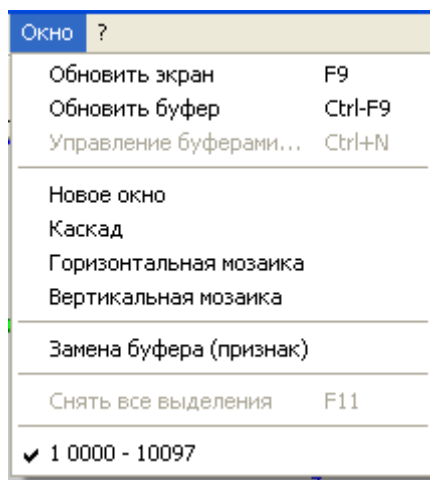 Окно ?
Обновить экран F9
Обновить буфер Ctrl-F9
Управление буферами... Ctrl+N
Новое окно
Каскад
Горизонтальная мозаика
Вертикальная мозаика
Замена буфера (признак)
Снять все выделения F11
✔ 1 0000 - 10097